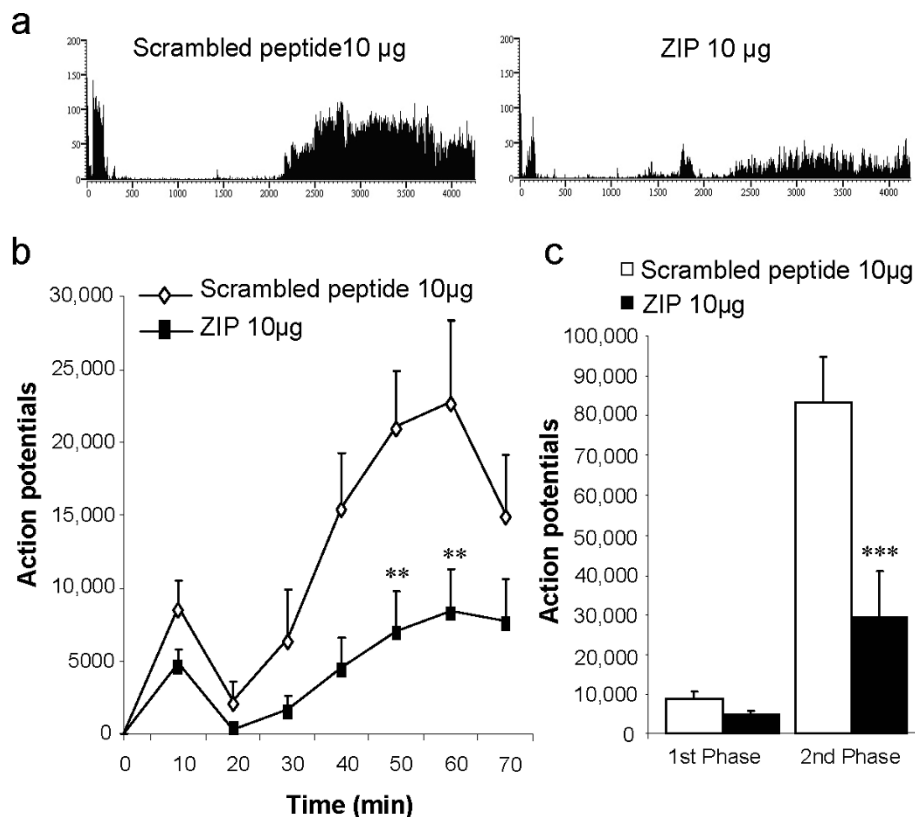 a
Scrambled peptide10 µg
ZIP 10 µg
200
150
100
50
0
0 500 1000 1500 2000 2500 3000 3500 4000
200
150
100
50
0
0 500 1000 1500 2000 2500 3000 3500 4000
b
Scrambled peptide 10µg
ZIP 10µg
30,000
25,000
20,000
15,000
10,000
5000
0
Action potentials
** **
0 10 20 30 40 50 60 70
Time (min)
c
Scrambled peptide 10µg
ZIP 10µg
100,000
90,000
80,000
70,000
60,000
50,000
40,000
30,000
20,000
10,000
0
Action potentials
***
1st Phase 2nd Phase